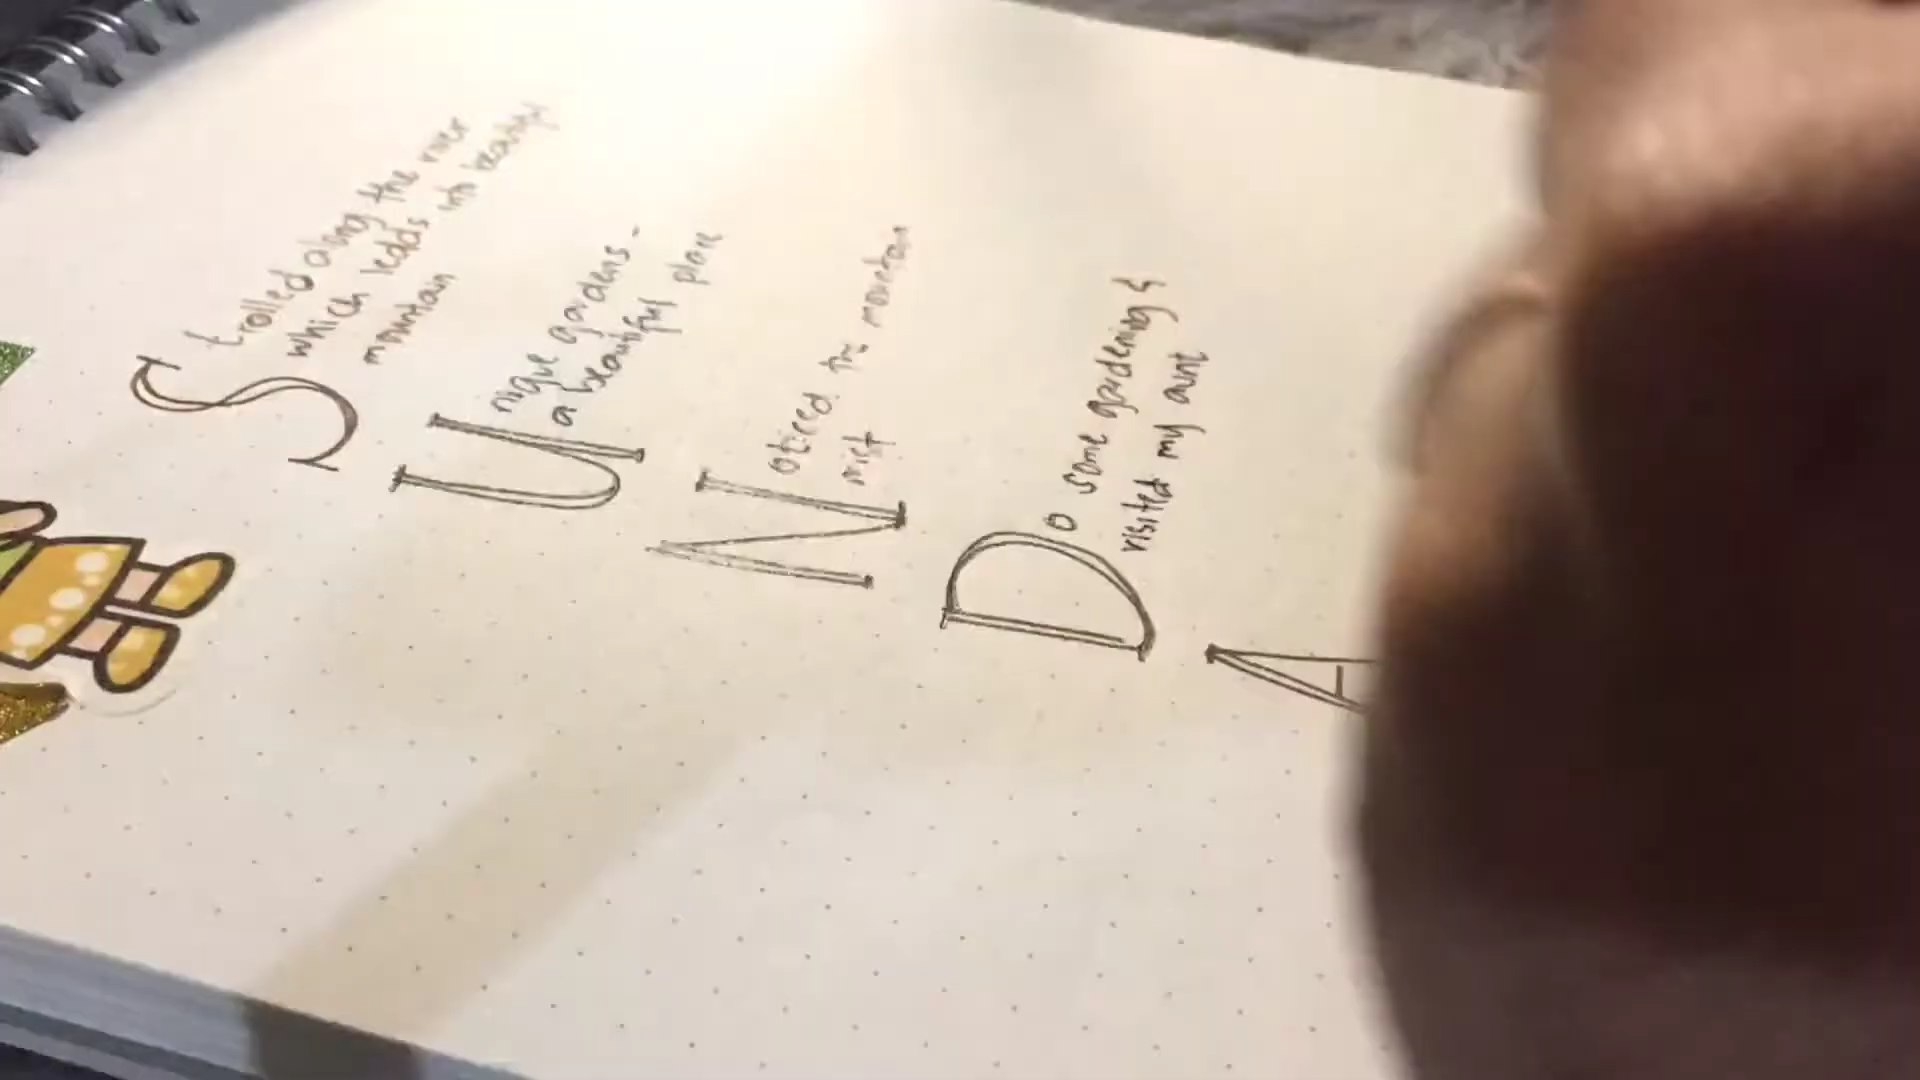 Strolled along the river
which leads into beautiful
mountain
Unique gardens -
a beautiful place
Noticed the mountain
mist
Do some gardening &
visited my aunt
A